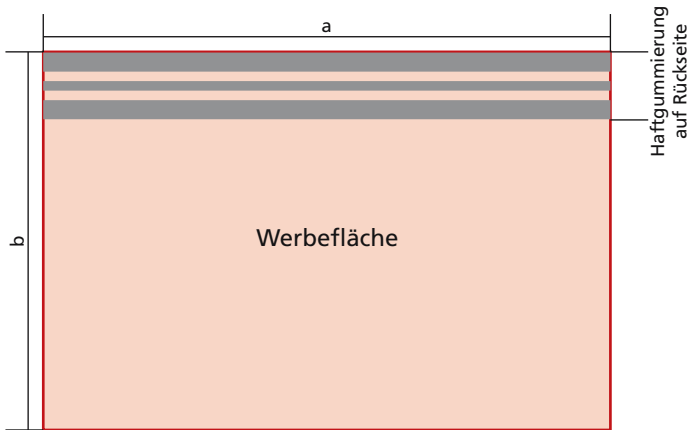 a
Haftgummierung
auf Rückseite
b
Werbefläche